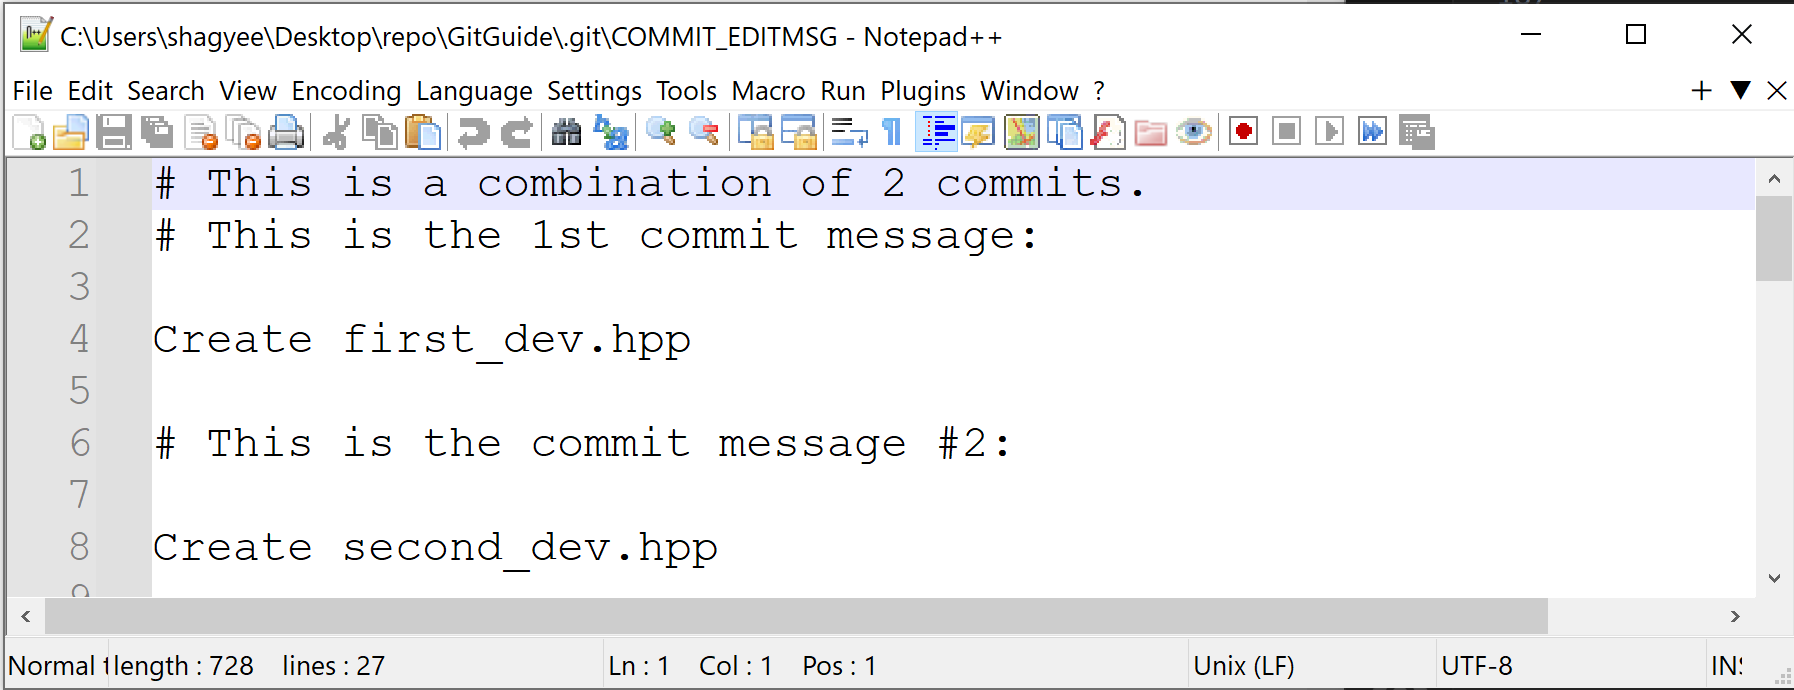 C:\Users\shagyee\Desktop\repo\GitGuide\.git\COMMIT_EDITMSG - Notepad++
File Edit Search View Encoding Language Settings Tools Macro Run Plugins Window ?
1 # This is a combination of 2 commits.
2 # This is the 1st commit message:
3
4 Create first_dev.hpp
5
6 # This is the commit message #2:
7
8 Create second_dev.hpp
9
Normal length : 728 lines : 27 Ln : 1 Col : 1 Pos : 1 Unix (LF) UTF-8